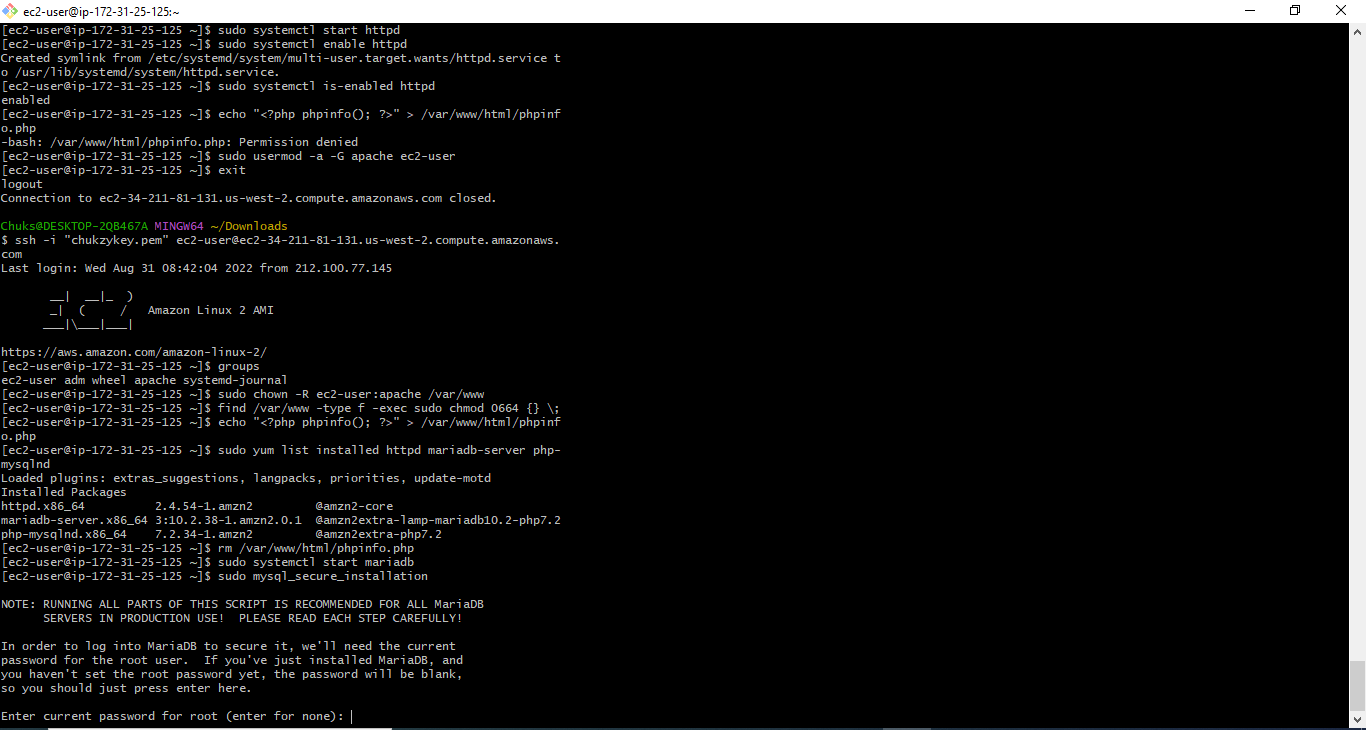 ec2-user@ip-172-31-25-125:~
[ec2-user@ip-172-31-25-125 ~]$ sudo systemctl start httpd
[ec2-user@ip-172-31-25-125 ~]$ sudo systemctl enable httpd
Created symlink from /etc/systemd/system/multi-user.target.wants/httpd.service t
o /usr/lib/systemd/system/httpd.service.
[ec2-user@ip-172-31-25-125 ~]$ sudo systemctl is-enabled httpd
enabled
[ec2-user@ip-172-31-25-125 ~]$ echo "<?php phpinfo(); ?>" > /var/www/html/phpinf
o.php
-bash: /var/www/html/phpinfo.php: Permission denied
[ec2-user@ip-172-31-25-125 ~]$ sudo usermod -a -G apache ec2-user
[ec2-user@ip-172-31-25-125 ~]$ exit
logout
Connection to ec2-34-211-81-131.us-west-2.compute.amazonaws.com closed.
Chuks@DESKTOP-2QB467A MINGW64 ~/Downloads
$ ssh -i "chukzykey.pem" ec2-user@ec2-34-211-81-131.us-west-2.compute.amazonaws.
com
Last login: Wed Aug 31 08:42:04 2022 from 212.100.77.145
       __|  __|_  )
       _|  (     /   Amazon Linux 2 AMI
      ___|\___|___|
https://aws.amazon.com/amazon-linux-2/
[ec2-user@ip-172-31-25-125 ~]$ groups
ec2-user adm wheel apache systemd-journal
[ec2-user@ip-172-31-25-125 ~]$ sudo chown -R ec2-user:apache /var/www
[ec2-user@ip-172-31-25-125 ~]$ find /var/www -type f -exec sudo chmod 0664 {} \;
[ec2-user@ip-172-31-25-125 ~]$ echo "<?php phpinfo(); ?>" > /var/www/html/phpinf
o.php
[ec2-user@ip-172-31-25-125 ~]$ sudo yum list installed httpd mariadb-server php-
mysqlnd
Loaded plugins: extras_suggestions, langpacks, priorities, update-motd
Installed Packages
httpd.x86_64          2.4.54-1.amzn2         @amzn2-core
mariadb-server.x86_64 3:10.2.38-1.amzn2.0.1  @amzn2extra-lamp-mariadb10.2-php7.2
php-mysqlnd.x86_64    7.2.34-1.amzn2         @amzn2extra-php7.2
[ec2-user@ip-172-31-25-125 ~]$ rm /var/www/html/phpinfo.php
[ec2-user@ip-172-31-25-125 ~]$ sudo systemctl start mariadb
[ec2-user@ip-172-31-25-125 ~]$ sudo mysql_secure_installation
NOTE: RUNNING ALL PARTS OF THIS SCRIPT IS RECOMMENDED FOR ALL MariaDB
      SERVERS IN PRODUCTION USE!  PLEASE READ EACH STEP CAREFULLY!
In order to log into MariaDB to secure it, we'll need the current
password for the root user.  If you've just installed MariaDB, and
you haven't set the root password yet, the password will be blank,
so you should just press enter here.
Enter current password for root (enter for none):